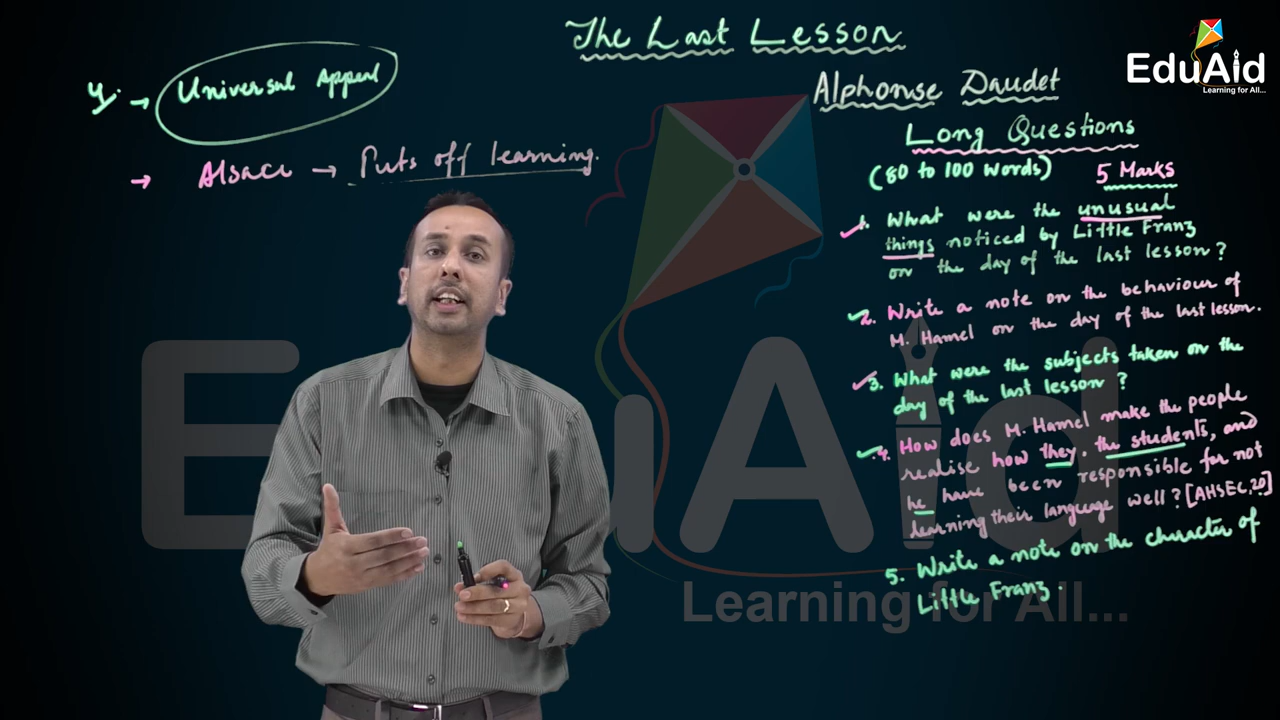 The Last Lesson
Alphonse Daudet
EduAid
Learning for All...
4. → Universal Appeal
→ Alsace → Puts off learning.
Long Questions
(80 to 100 words) 5 Marks
1. What were the unusual
things noticed by Little Franz
on the day of the last lesson?
2. Write a note on the behaviour of
M. Hamel on the day of the last lesson.
3. What were the subjects taken on the
day of the last lesson?
4. How does M. Hamel make the people
realise how they, the students, and
he have been responsible for not
learning their language well? [AHSEC, 20]
5. Write a note on the character of
Little Franz.
EduAid
Learning for All...